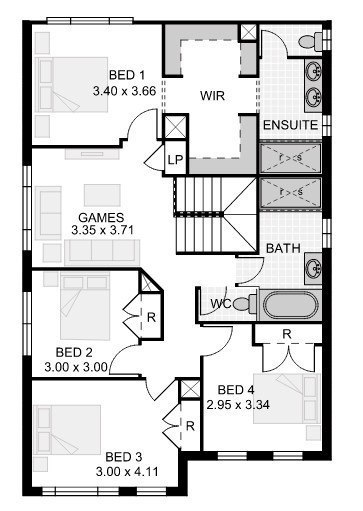 BED 1
3.40 x 3.66
WIR
ENSUITE
LP
r s
r s
GAMES
3.35 x 3.71
BATH
WC
R
BED 2
3.00 x 3.00
R
BED 4
2.95 x 3.34
R
BED 3
3.00 x 4.11